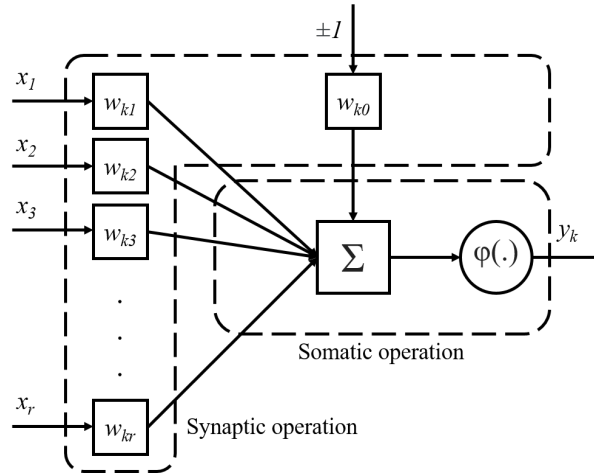 ±1
x1
wk1
wk0
x2
wk2
x3
wk3
Σ
φ(.)
yk
.
.
.
Somatic operation
xr
wkr
Synaptic operation